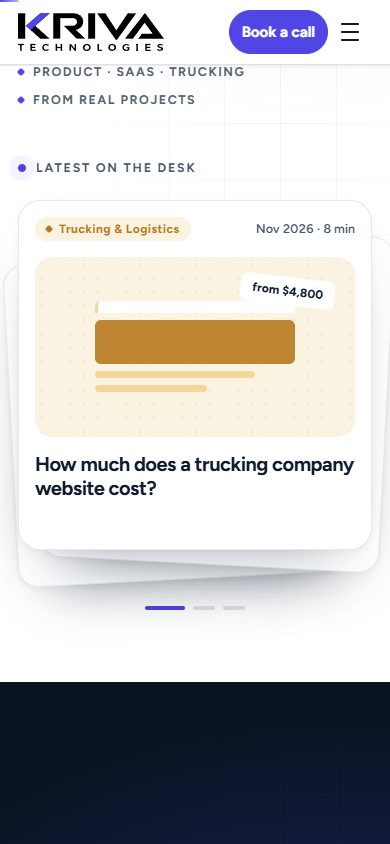 KRIVA
TECHNOLOGIES
Book a call
PRODUCT · SAAS · TRUCKING
FROM REAL PROJECTS
LATEST ON THE DESK
Trucking & Logistics
Nov 2026 · 8 min
from $4,800
How much does a trucking company
website cost?